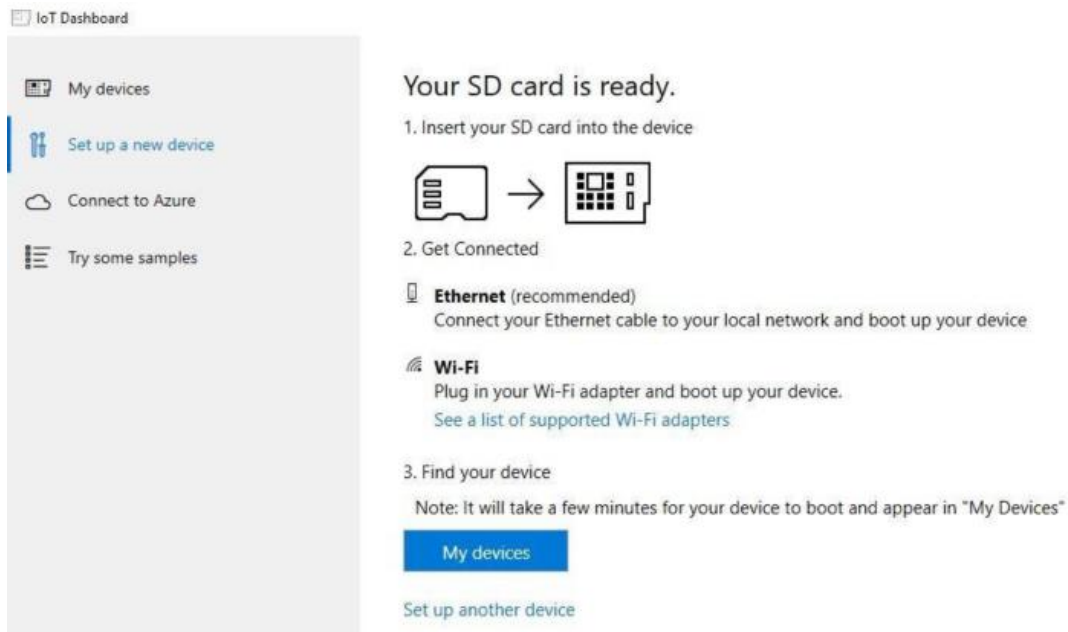 IoT Dashboard
My devices
Set up a new device
Connect to Azure
Try some samples
Your SD card is ready.
1. Insert your SD card into the device
2. Get Connected
Ethernet (recommended)
Connect your Ethernet cable to your local network and boot up your device
Wi-Fi
Plug in your Wi-Fi adapter and boot up your device.
See a list of supported Wi-Fi adapters
3. Find your device
Note: It will take a few minutes for your device to boot and appear in "My Devices"
My devices
Set up another device